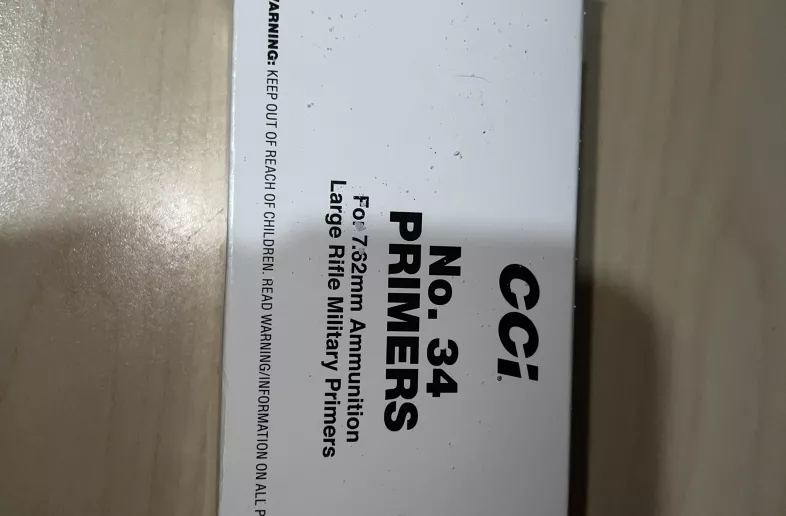 CCI
No. 34
PRIMERS
For 7.62mm Ammunition
Large Rifle Military Primers
WARNING: KEEP OUT OF REACH OF CHILDREN. READ WARNING/INFORMATION ON ALL